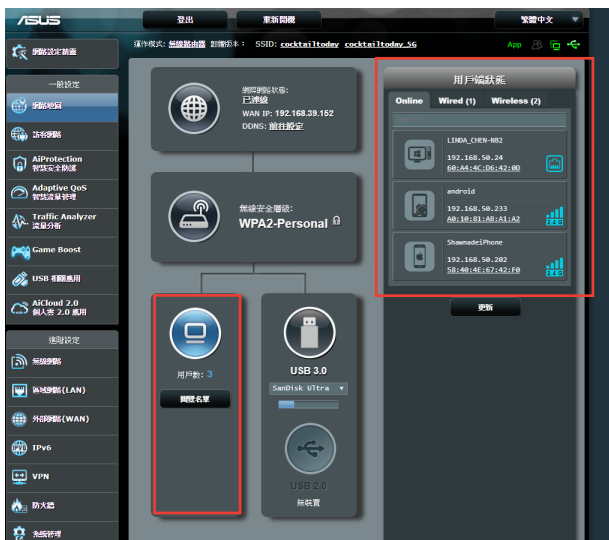 ASUS
登出
重新開機
繁體中文
運作模式: 無線路由器 韌體版本: SSID: cocktailtoday cocktailtoday_5G
App
網路設定精靈
一般設定
網路地圖
訪客網路
AiProtection
智慧安全防護
Adaptive QoS
智慧流量管理
Traffic Analyzer
流量分析
Game Boost
USB 相關應用
AiCloud 2.0
個人雲 2.0 應用
進階設定
無線網路
區域網路(LAN)
外部網路(WAN)
IPv6
VPN
防火牆
系統管理
網際網路狀態:
已連線
WAN IP: 192.168.39.152
DDNS: 前往設定
無線安全層級:
WPA2-Personal
用戶數: 3
閱覽名單
USB 3.0
SanDisk Ultra
USB 2.0
無裝置
用戶端狀態
Online Wired (1) Wireless (2)
LINDA_CHEN-NB2
192.168.50.24
60:A4:4C:D6:42:0D
android
192.168.50.233
A0:10:81:AB:A1:A2
2.4G
ShawnadeiPhone
192.168.50.202
58:40:4E:67:42:F0
2.4G
更新